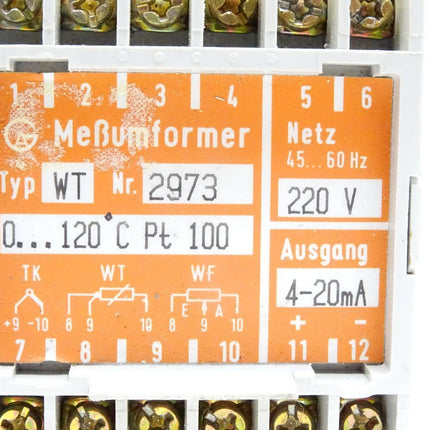 1 2 3 4 5 6
Meßumformer
Typ WT Nr. 2973
0...120°C Pt 100
Netz
45...60 Hz
220 V
Ausgang
4-20mA
+ -
TK WT WF
E A
+9 -10 8 9 10 8 9 10
7 8 9 10 11 12